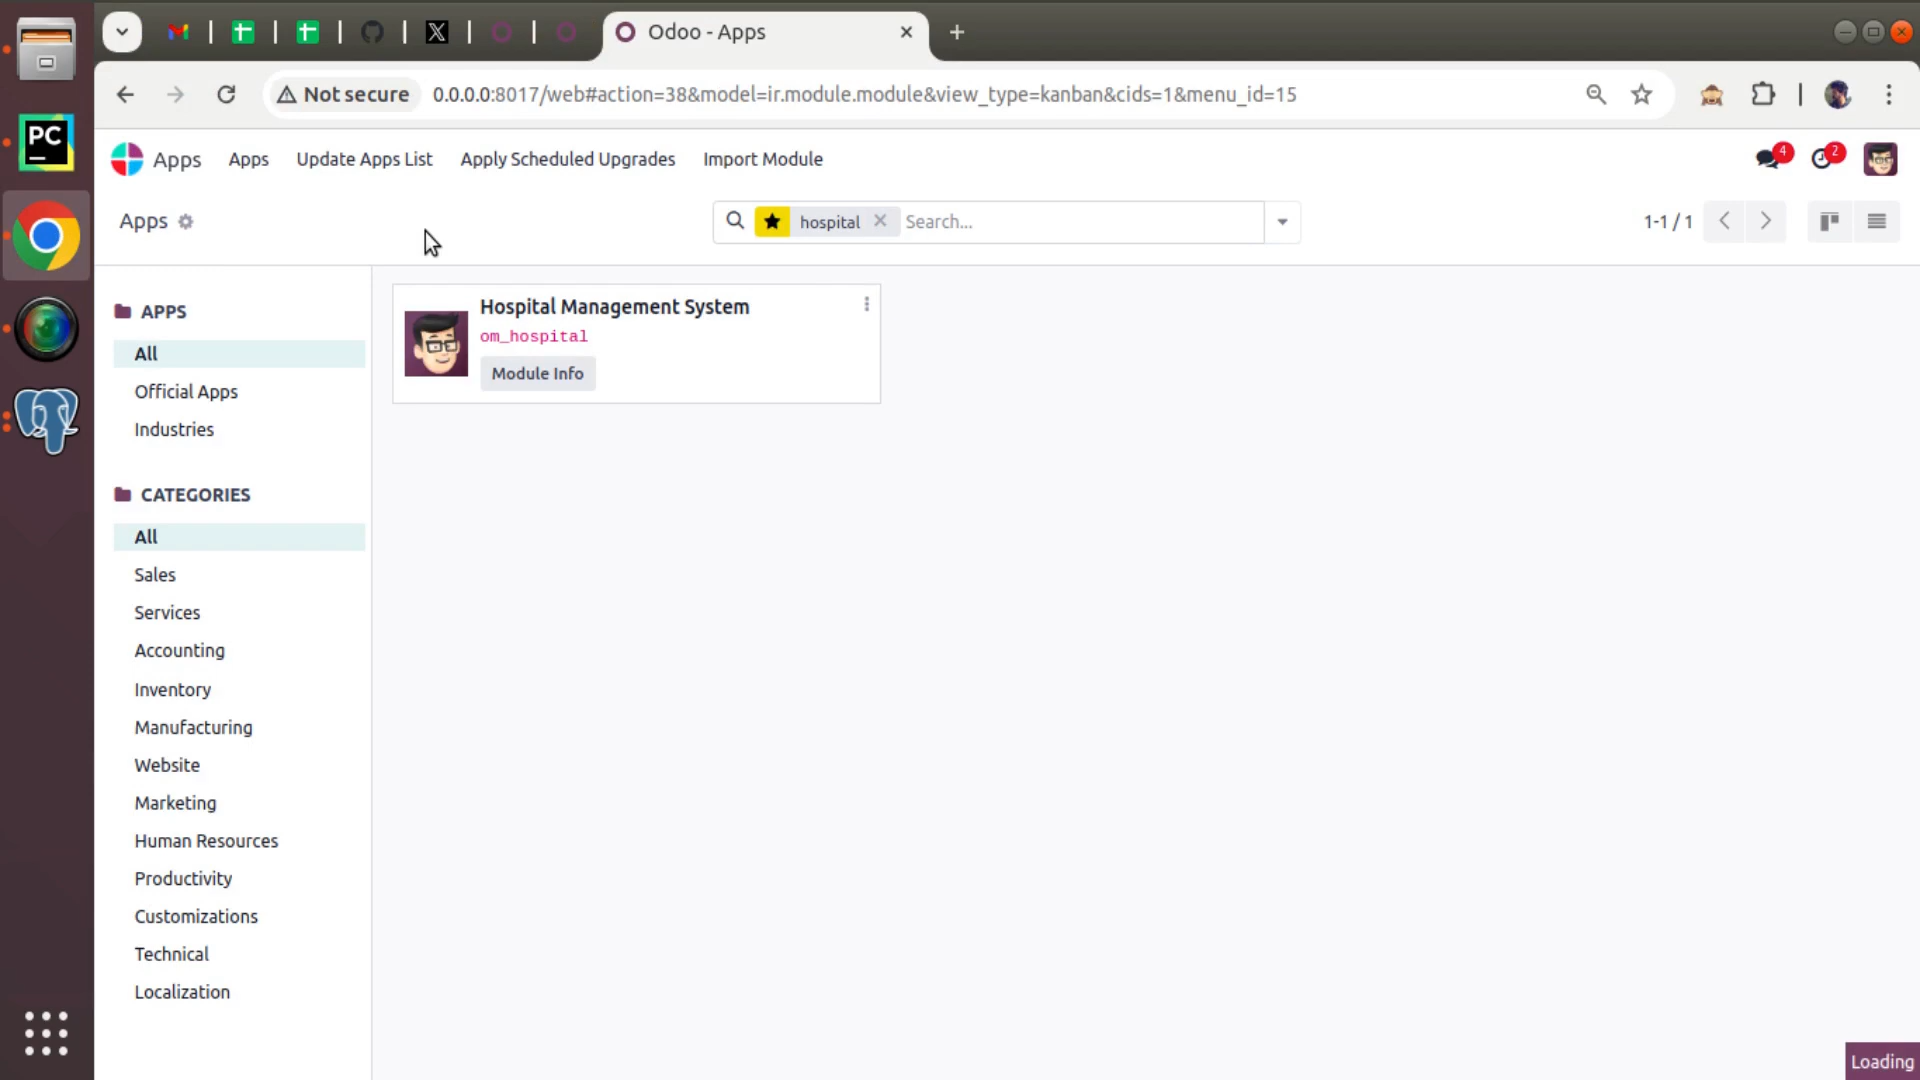 Odoo - Apps
Not secure 0.0.0.0:8017/web#action=38&model=ir.module.module&view_type=kanban&cids=1&menu_id=15
Apps Apps Update Apps List Apply Scheduled Upgrades Import Module 4 2
Apps hospital Search... 1-1 / 1
APPS
All
Official Apps
Industries
CATEGORIES
All
Sales
Services
Accounting
Inventory
Manufacturing
Website
Marketing
Human Resources
Productivity
Customizations
Technical
Localization
Hospital Management System
om_hospital
Module Info
PC
Loading